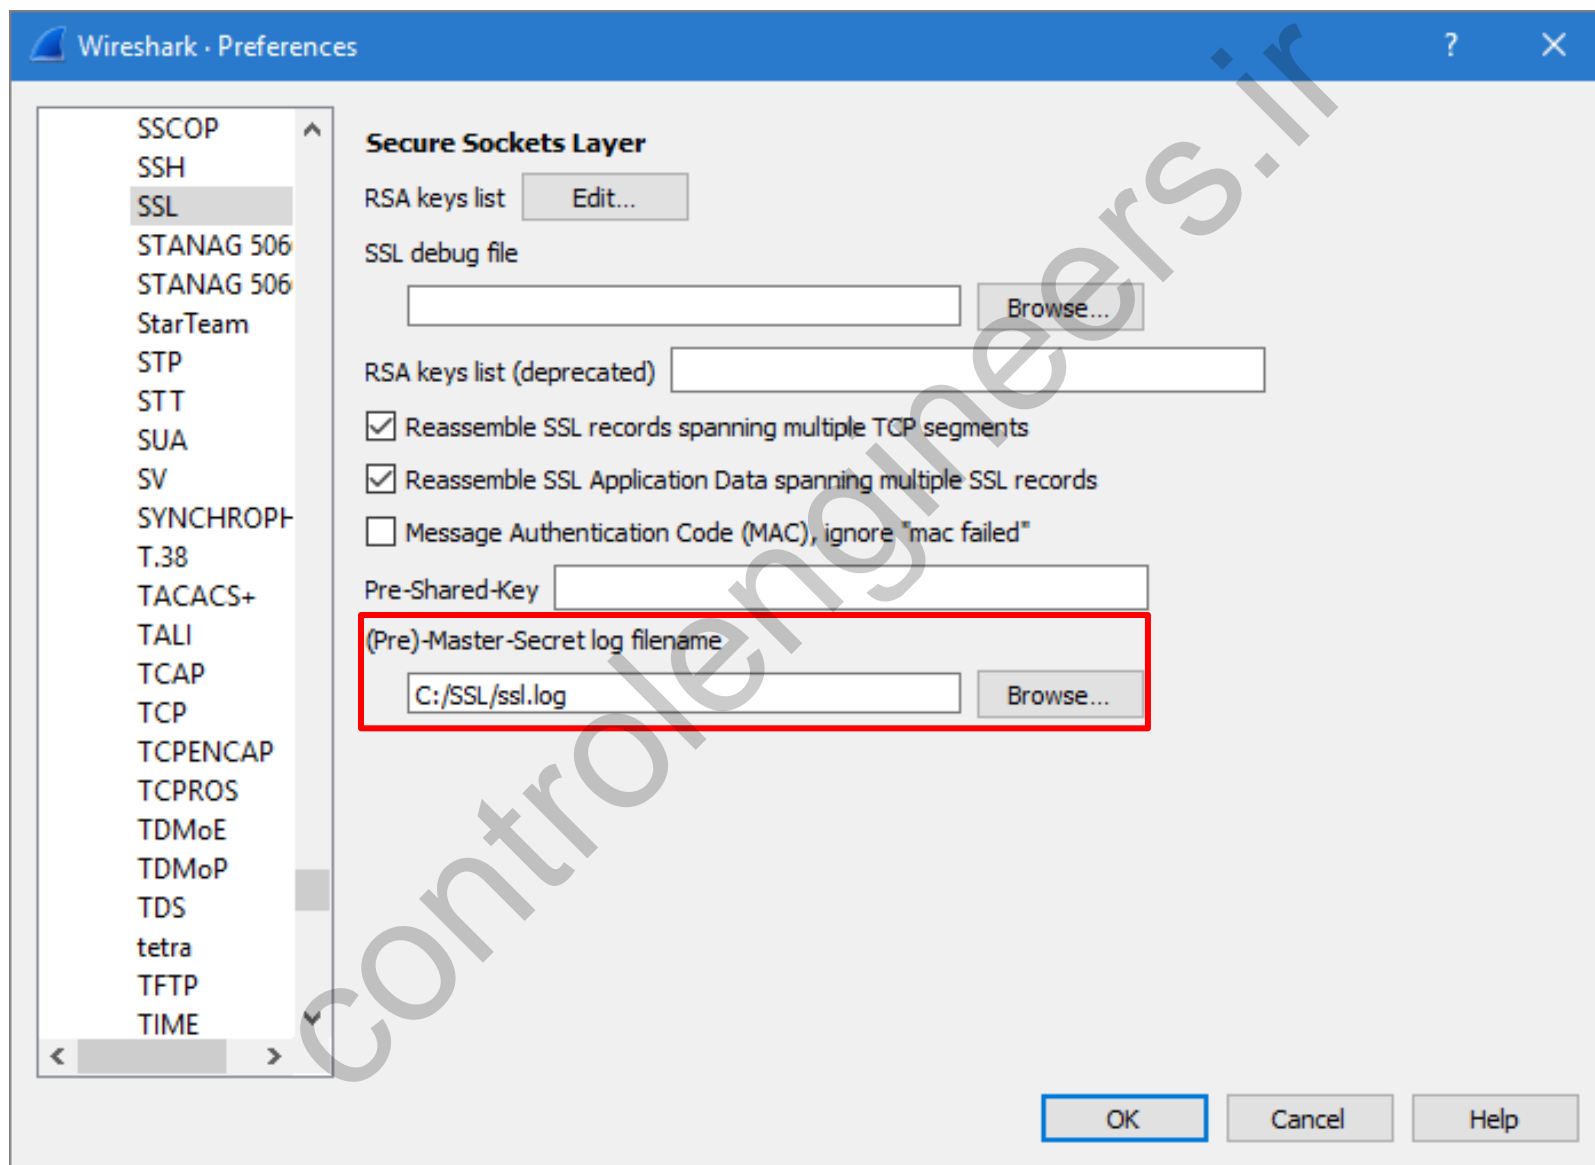 Wireshark · Preferences
?
SSCOP
SSH
SSL
STANAG 506
STANAG 506
StarTeam
STP
STT
SUA
SV
SYNCHROPH
T.38
TACACS+
TALI
TCAP
TCP
TCPENCAP
TCPROS
TDMoE
TDMoP
TDS
tetra
TFTP
TIME
Secure Sockets Layer
RSA keys list Edit...
SSL debug file
Browse...
RSA keys list (deprecated)
Reassemble SSL records spanning multiple TCP segments
Reassemble SSL Application Data spanning multiple SSL records
Message Authentication Code (MAC), ignore "mac failed"
Pre-Shared-Key
(Pre)-Master-Secret log filename
C:/SSL/ssl.log Browse...
OK Cancel Help
controlengineers.ir